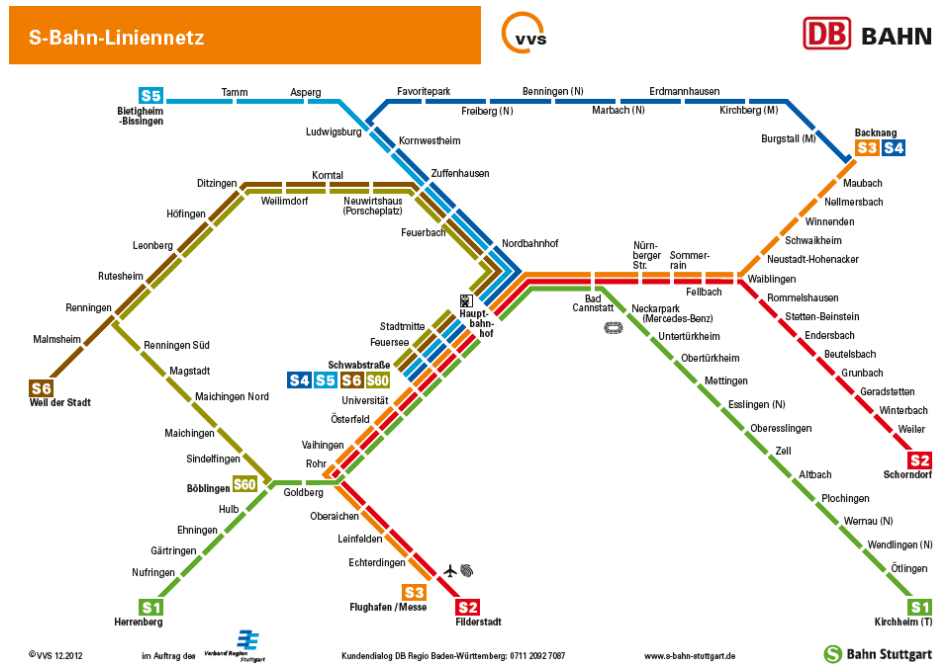 S-Bahn-Liniennetz
VVS
DB BAHN
S5
Bietigheim
-Bissingen
Tamm
Asperg
Ludwigsburg
Favoritepark
Freiberg (N)
Benningen (N)
Marbach (N)
Erdmannhausen
Kirchberg (M)
Burgstall (M)
Backnang
S3 S4
Kornwestheim
Zuffenhausen
Nordbahnhof
Maubach
Nellmersbach
Winnenden
Schwaikheim
Neustadt-Hohenacker
Waiblingen
Ditzingen
Korntal
Weilimdorf
Neuwirtshaus
(Porscheplatz)
Feuerbach
Höfingen
Leonberg
Rutesheim
Renningen
Malmsheim
S6
Weil der Stadt
Renningen Süd
Magstadt
Maichingen Nord
Maichingen
Sindelfingen
Böblingen S60
Haupt-
bahn-
hof
Stadtmitte
Feuersee
Schwabstraße
S4 S5 S6 S60
Universität
Österfeld
Vaihingen
Rohr
Goldberg
Hulb
Ehningen
Gärtringen
Nufringen
S1
Herrenberg
Oberaichen
Leinfelden
Echterdingen
S3
Flughafen / Messe
S2
Filderstadt
Bad
Cannstatt
Nürn-
berger
Str.
Sommer-
rain
Fellbach
Rommelshausen
Stetten-Beinstein
Endersbach
Beutelsbach
Grunbach
Geradstetten
Winterbach
Weiler
S2
Schorndorf
Neckarpark
(Mercedes-Benz)
Untertürkheim
Obertürkheim
Mettingen
Esslingen (N)
Oberesslingen
Zell
Altbach
Plochingen
Wernau (N)
Wendlingen (N)
Ötlingen
S1
Kirchheim (T)
©VVS 12.2012
im Auftrag des
Verband Region
Stuttgart
Kundendialog DB Regio Baden-Württemberg: 0711 2092 7087
www.s-bahn-stuttgart.de
S Bahn Stuttgart